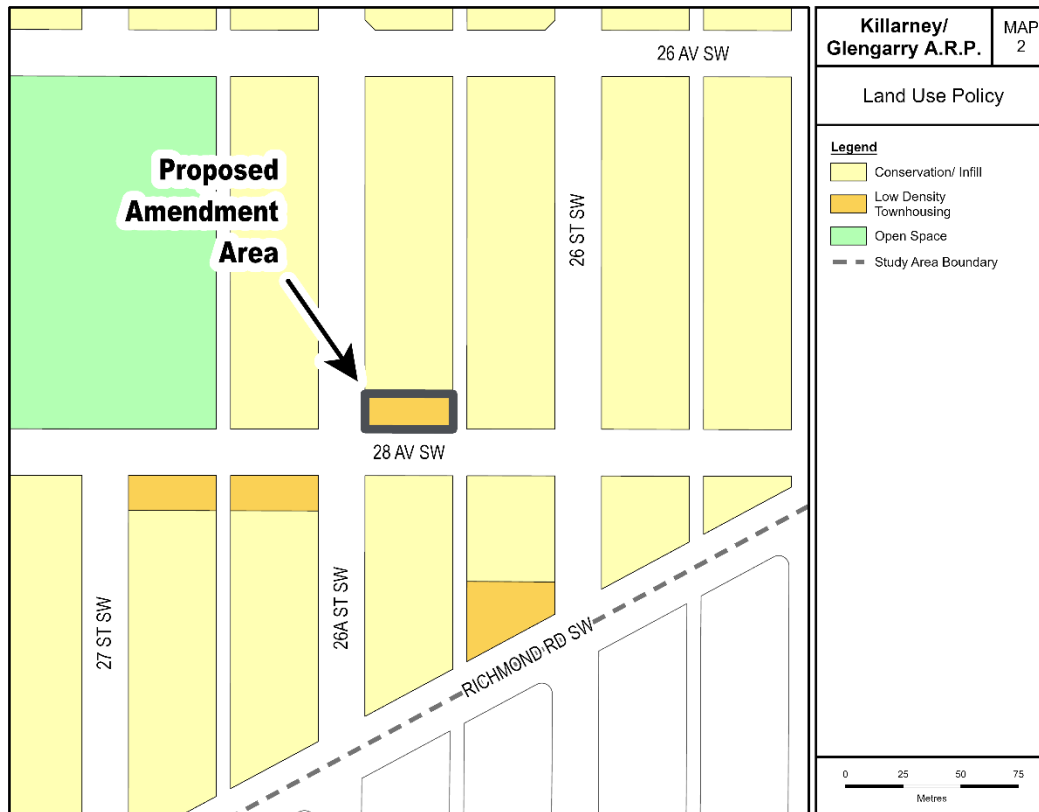 26 AV SW
Proposed
Amendment
Area
26 ST SW
28 AV SW
27 ST SW
26A ST SW
RICHMOND RD SW
Killarney/
Glengarry A.R.P.
MAP
2
Land Use Policy
Legend
Conservation/ Infill
Low Density
Townhousing
Open Space
Study Area Boundary
0 25 50 75
Metres